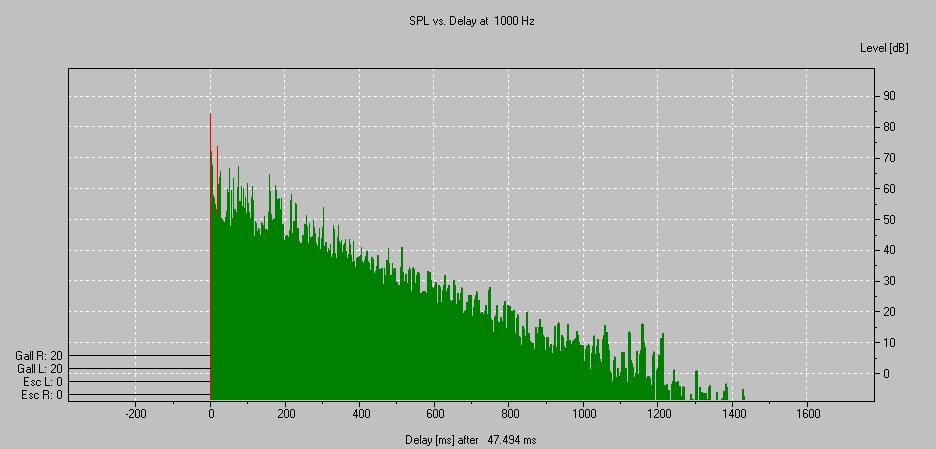 SPL vs. Delay at 1000 Hz
Level [dB]
90
80
70
60
50
40
30
20
10
0
Gall R: 20
Gall L: 20
Esc L: 0
Esc R: 0
-200 0 200 400 600 800 1000 1200 1400 1600
Delay [ms] after 47.494 ms